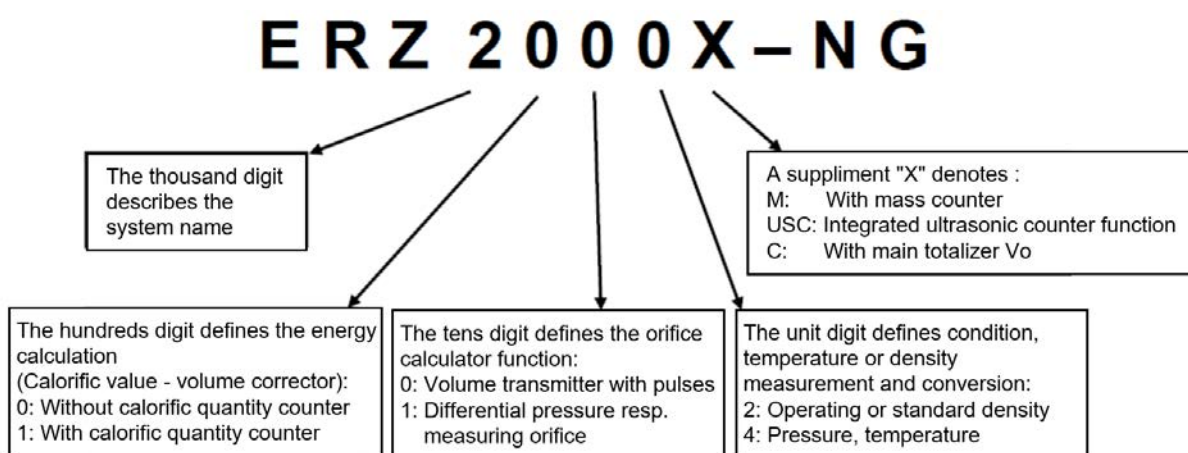 ERZ 2000X – NG
The thousand digit
describes the
system name
A suppliment "X" denotes :
M: With mass counter
USC: Integrated ultrasonic counter function
C: With main totalizer Vo
The hundreds digit defines the energy
calculation
(Calorific value - volume corrector):
0: Without calorific quantity counter
1: With calorific quantity counter
The tens digit defines the orifice
calculator function:
0: Volume transmitter with pulses
1: Differential pressure resp.
measuring orifice
The unit digit defines condition,
temperature or density
measurement and conversion:
2: Operating or standard density
4: Pressure, temperature